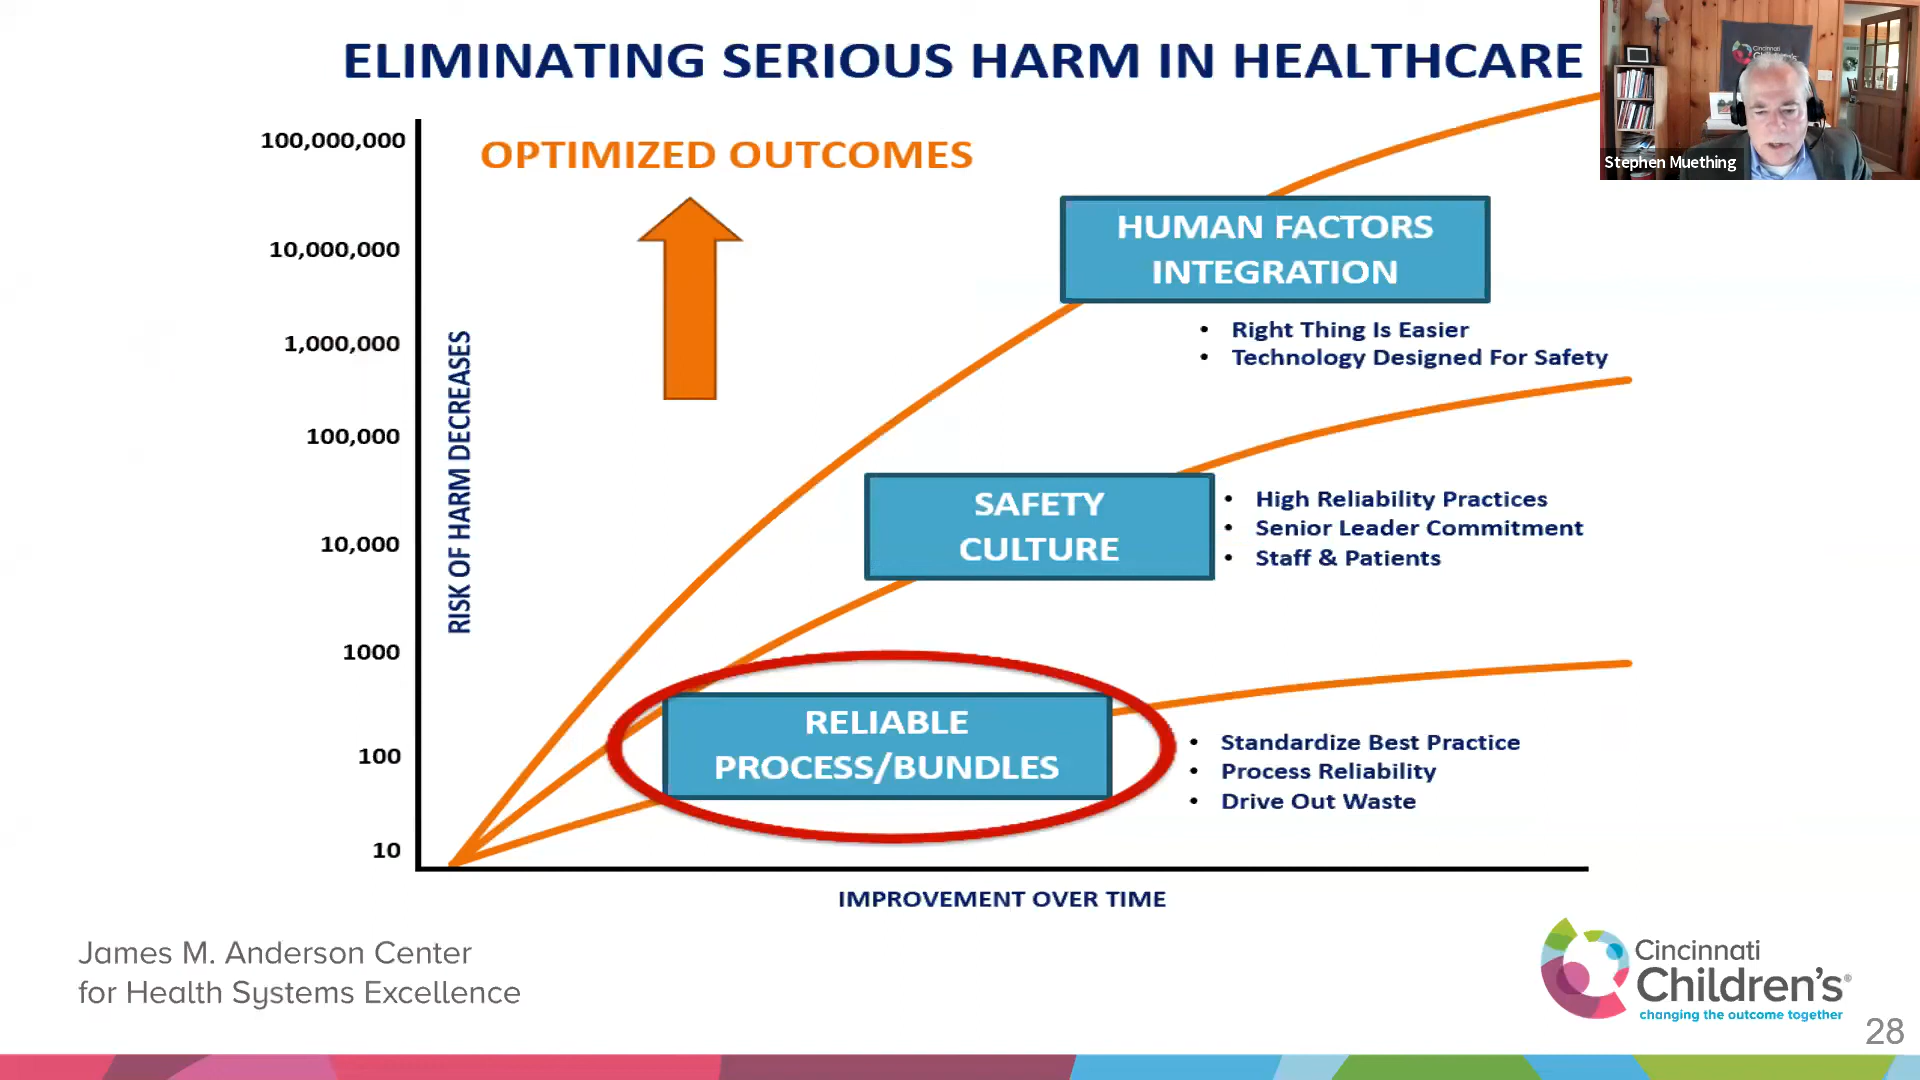 ELIMINATING SERIOUS HARM IN HEALTHCARE
Cincinnati
Children's
Stephen Muething
OPTIMIZED OUTCOMES
100,000,000
10,000,000
1,000,000
100,000
10,000
1000
100
10
RISK OF HARM DECREASES
HUMAN FACTORS
INTEGRATION
• Right Thing Is Easier
• Technology Designed For Safety
SAFETY
CULTURE
• High Reliability Practices
• Senior Leader Commitment
• Staff & Patients
RELIABLE
PROCESS/BUNDLES
• Standardize Best Practice
• Process Reliability
• Drive Out Waste
IMPROVEMENT OVER TIME
James M. Anderson Center
for Health Systems Excellence
Cincinnati
Children's®
changing the outcome together
28